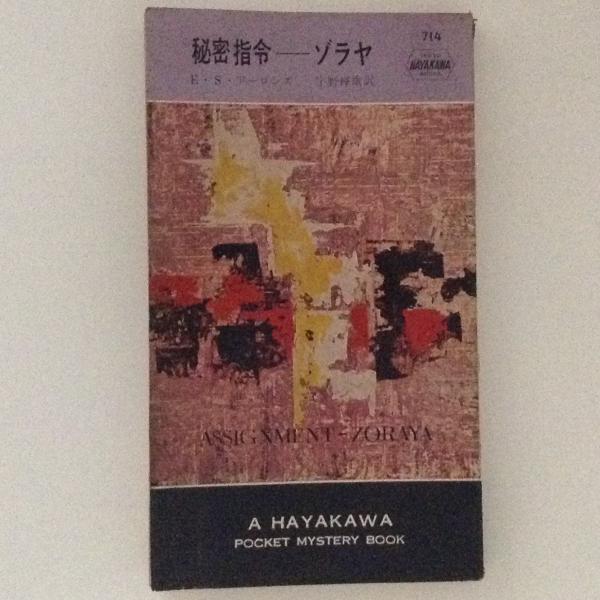 714
秘密指令――ゾラヤ
HAYAKAWA
E・S・アーロンズ
A HAYAKAWA
POCKET MYSTERY BOOK
ASSIGNMENT-ZORAYA